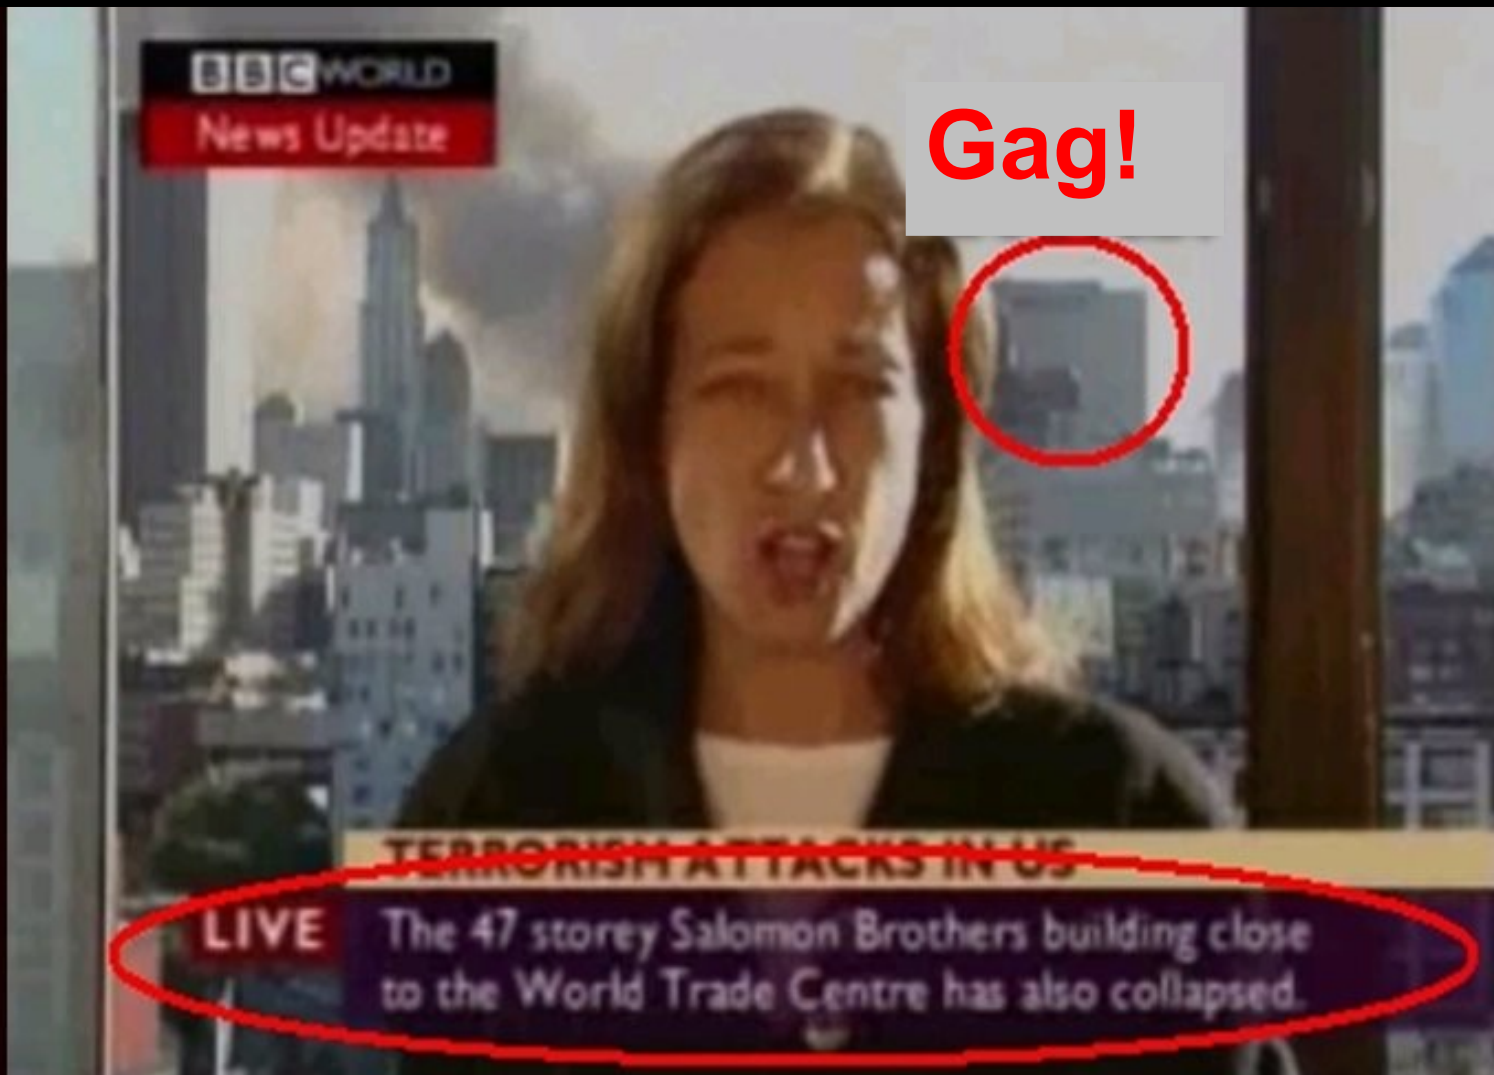 BBC WORLD
News Update
Gag!
TERRORISM ATTACKS IN US
LIVE
The 47 storey Salomon Brothers building close
to the World Trade Centre has also collapsed.